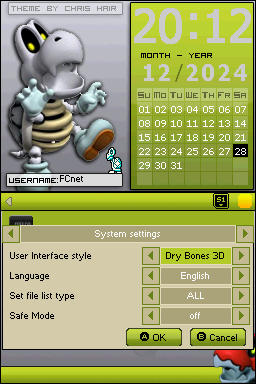 THEME BY CHRIS HAIR
USERNAME: FCnet
20:12
MONTH - YEAR
12/2024
SU MO TU WE TH FR SA
01 02 03 04 05 06 07
08 09 10 11 12 13 14
15 16 17 18 19 20 21
22 23 24 25 26 27 28
29 30 31
S1
System settings
User Interface style
Dry Bones 3D
Language
English
Set file list type
ALL
Safe Mode
off
A OK
B Cancel